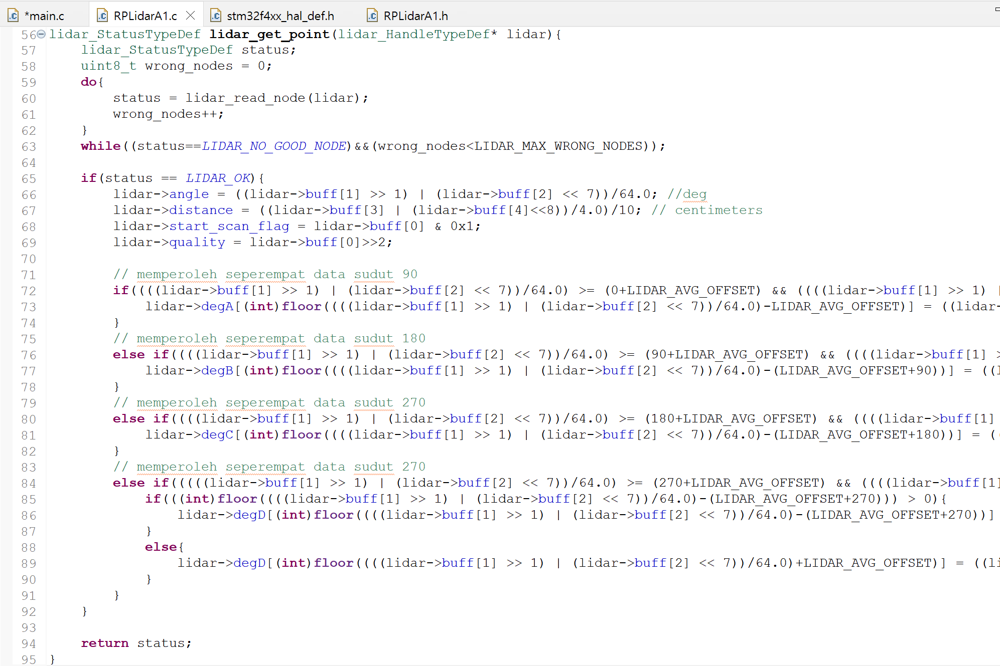 *main.c RPLidarA1.c stm32f4xx_hal_def.h RPLidarA1.h
56 lidar_StatusTypeDef lidar_get_point(lidar_HandleTypeDef* lidar){
57 lidar_StatusTypeDef status;
58 uint8_t wrong_nodes = 0;
59 do{
60 status = lidar_read_node(lidar);
61 wrong_nodes++;
62 }
63 while((status==LIDAR_NO_GOOD_NODE)&&(wrong_nodes<LIDAR_MAX_WRONG_NODES));
64
65 if(status == LIDAR_OK){
66 lidar->angle = ((lidar->buff[1] >> 1) | (lidar->buff[2] << 7))/64.0; //deg
67 lidar->distance = ((lidar->buff[3] | (lidar->buff[4]<<8))/4.0)/10; // centimeters
68 lidar->start_scan_flag = lidar->buff[0] & 0x1;
69 lidar->quality = lidar->buff[0]>>2;
70
71 // memperoleh seperempat data sudut 90
72 if((((lidar->buff[1] >> 1) | (lidar->buff[2] << 7))/64.0) >= (0+LIDAR_AVG_OFFSET) && ((((lidar->buff[1] >> 1) |
73 lidar->degA[(int)floor((((lidar->buff[1] >> 1) | (lidar->buff[2] << 7))/64.0)-LIDAR_AVG_OFFSET)] = ((lidar-
74 }
75 // memperoleh seperempat data sudut 180
76 else if((((lidar->buff[1] >> 1) | (lidar->buff[2] << 7))/64.0) >= (90+LIDAR_AVG_OFFSET) && ((((lidar->buff[1] >
77 lidar->degB[(int)floor((((lidar->buff[1] >> 1) | (lidar->buff[2] << 7))/64.0)-(LIDAR_AVG_OFFSET+90))] = ((l
78 }
79 // memperoleh seperempat data sudut 270
80 else if((((lidar->buff[1] >> 1) | (lidar->buff[2] << 7))/64.0) >= (180+LIDAR_AVG_OFFSET) && ((((lidar->buff[1]
81 lidar->degC[(int)floor((((lidar->buff[1] >> 1) | (lidar->buff[2] << 7))/64.0)-(LIDAR_AVG_OFFSET+180))] = ((
82 }
83 // memperoleh seperempat data sudut 270
84 else if(((((lidar->buff[1] >> 1) | (lidar->buff[2] << 7))/64.0) >= (270+LIDAR_AVG_OFFSET) && ((((lidar->buff[1]
85 if(((int)floor((((lidar->buff[1] >> 1) | (lidar->buff[2] << 7))/64.0)-(LIDAR_AVG_OFFSET+270))) > 0){
86 lidar->degD[(int)floor((((lidar->buff[1] >> 1) | (lidar->buff[2] << 7))/64.0)-(LIDAR_AVG_OFFSET+270))]
87 }
88 else{
89 lidar->degD[(int)floor((((lidar->buff[1] >> 1) | (lidar->buff[2] << 7))/64.0)+LIDAR_AVG_OFFSET)] = ((li
90 }
91 }
92 }
93
94 return status;
95 }